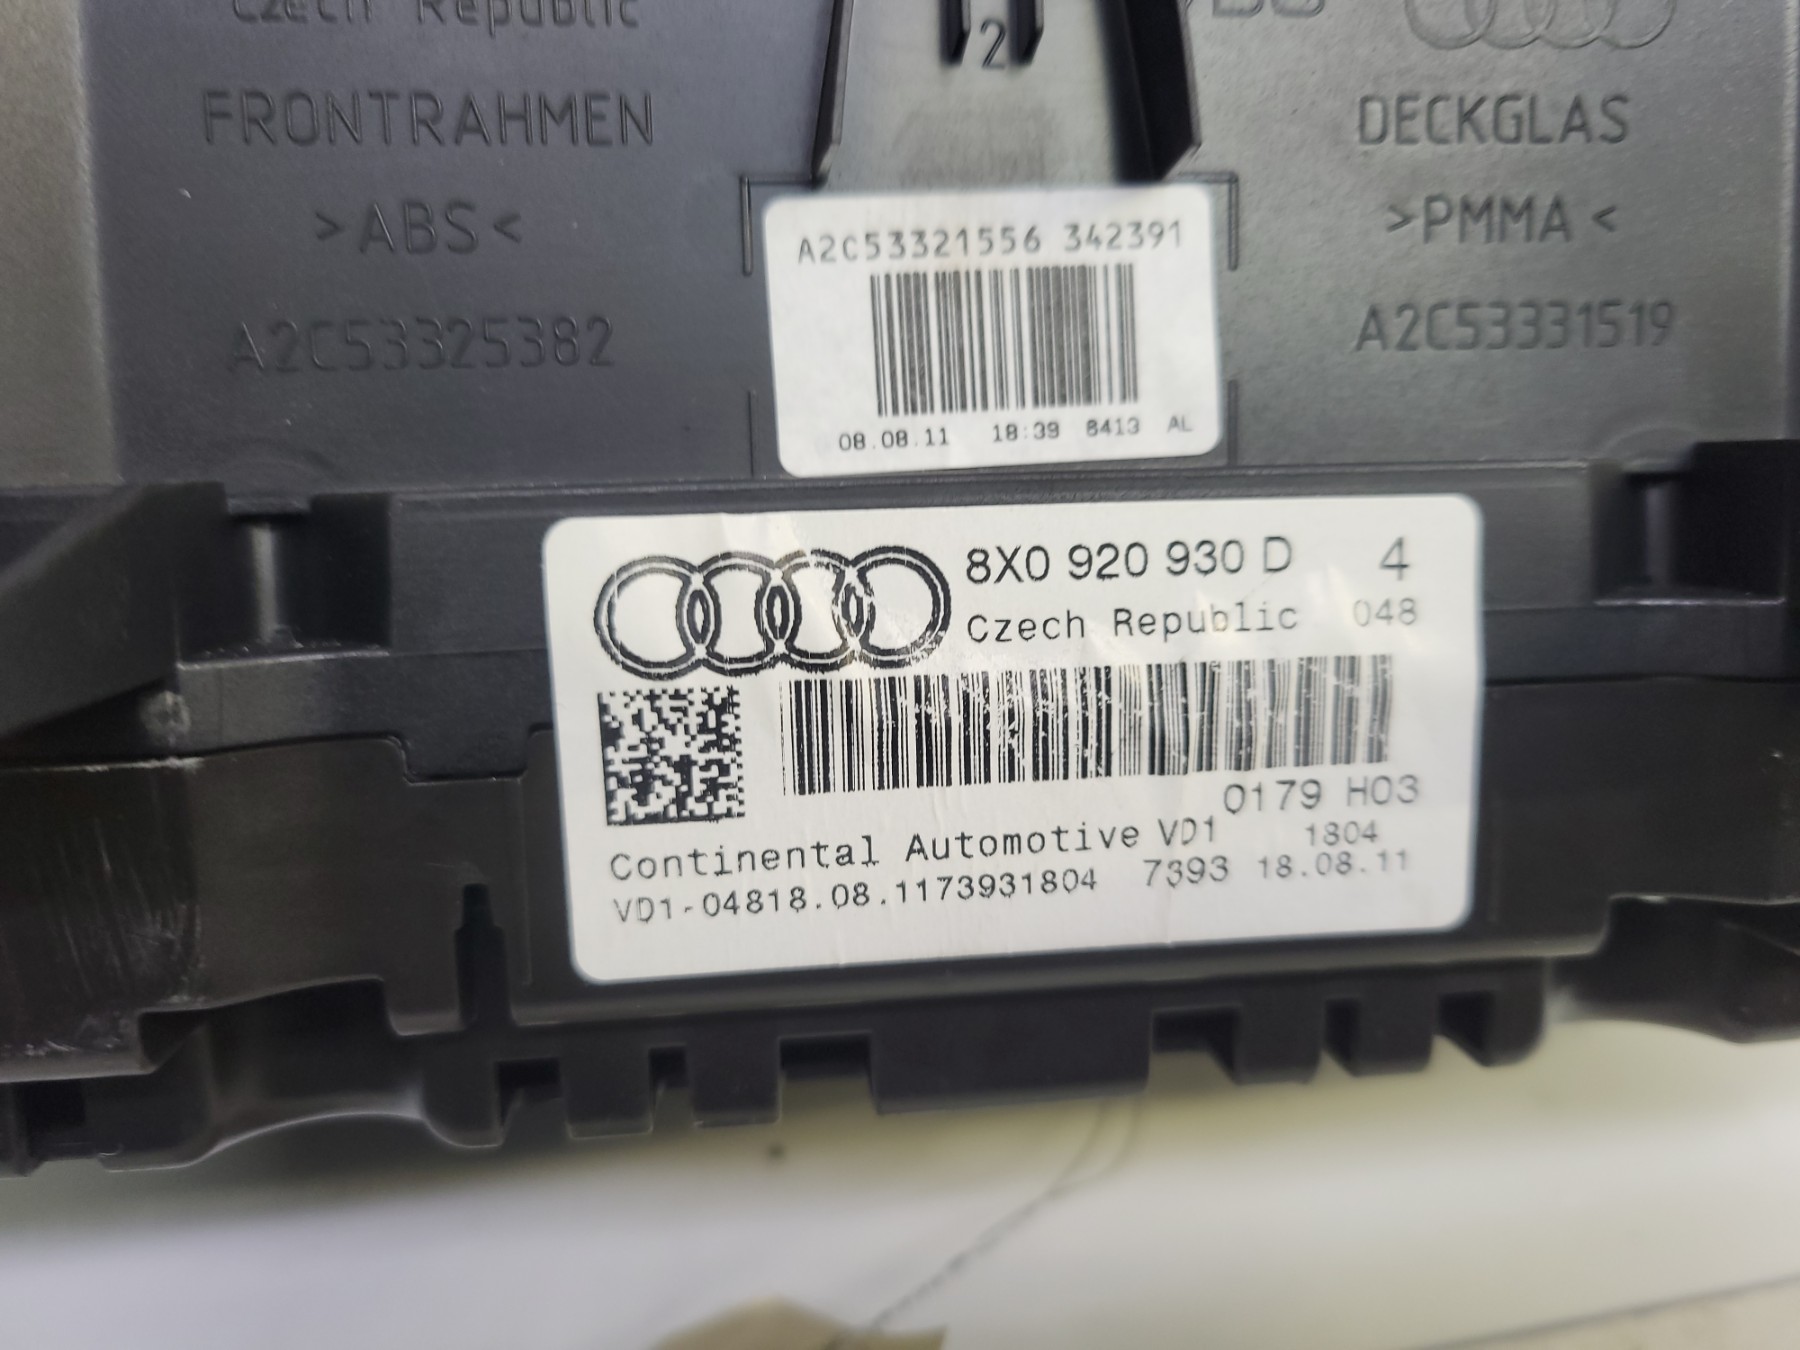 Czech Republic
2
FRONTRAHMEN
>ABS<
A2C53325382
DECKGLAS
>PMMA<
A2C53331519
A2C53321556 342391
08.08.11 18:39 6413 AL
8X0 920 930 D 4
Czech Republic 048
0179 H03
Continental Automotive VD1 1804
VD1-04818.08.1173931804 7393 18.08.11